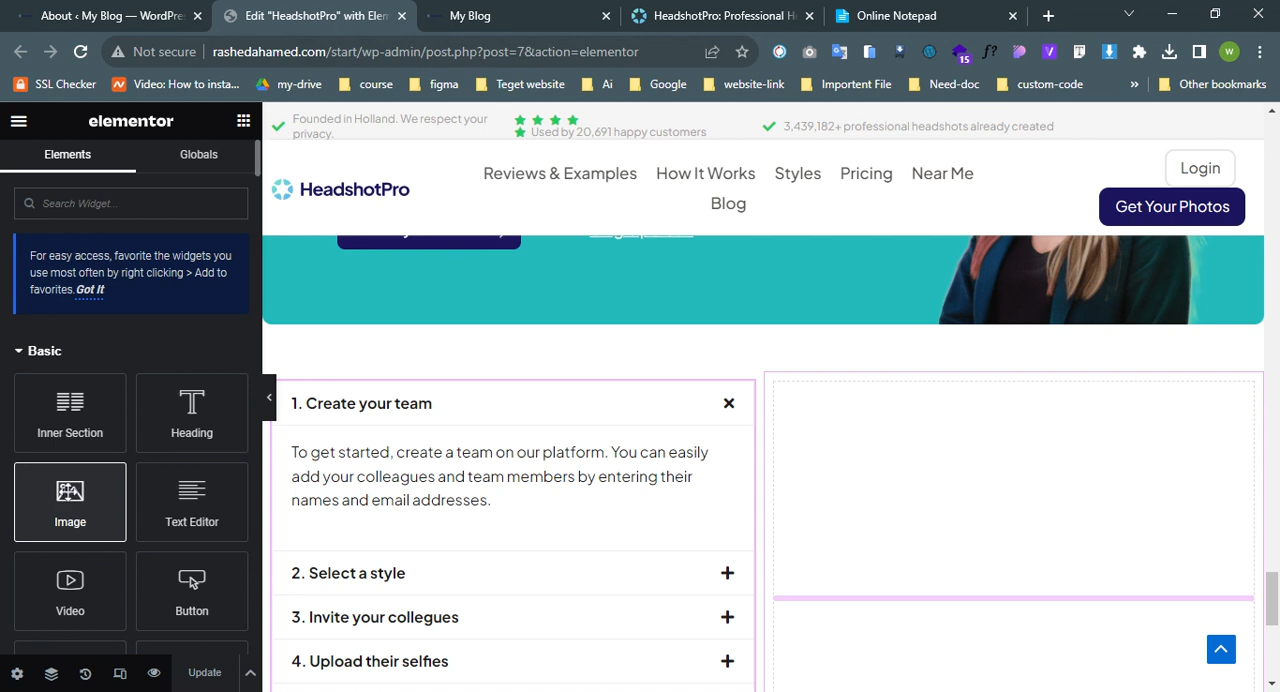 About ‹ My Blog — WordPre
Edit "HeadshotPro" with Elem
My Blog
HeadshotPro: Professional H
Online Notepad
Not secure
rashedahamed.com/start/wp-admin/post.php?post=7&action=elementor
15
f?
V
T
W
SSL Checker
Video: How to insta...
my-drive
course
figma
Teget website
Ai
Google
website-link
Importent File
Need-doc
custom-code
»
Other bookmarks
elementor
Elements
Globals
Search Widget...
For easy access, favorite the widgets you
use most often by right clicking > Add to
favorites. Got It
Basic
Inner Section
Heading
Image
Text Editor
Video
Button
Update
Founded in Holland. We respect your
privacy.
Used by 20,691 happy customers
3,439,182+ professional headshots already created
HeadshotPro
Reviews & Examples
How It Works
Styles
Pricing
Near Me
Blog
Login
Get Your Photos
1. Create your team
To get started, create a team on our platform. You can easily
add your colleagues and team members by entering their
names and email addresses.
2. Select a style
3. Invite your collegues
4. Upload their selfies